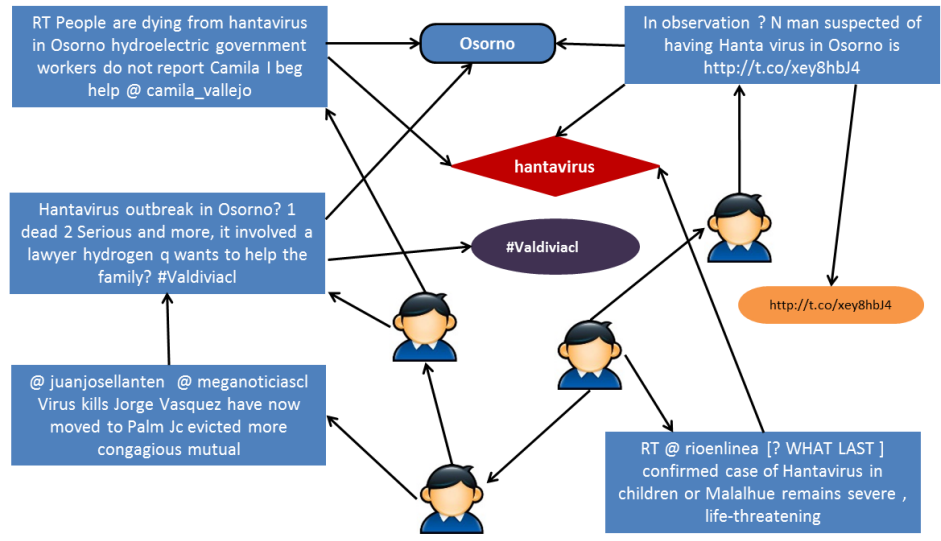 RT People are dying from hantavirus
in Osorno hydroelectric government
workers do not report Camila I beg
help @ camila_vallejo
Osorno
In observation ? N man suspected of
having Hanta virus in Osorno is
http://t.co/xey8hbJ4
hantavirus
Hantavirus outbreak in Osorno? 1
dead 2 Serious and more, it involved a
lawyer hydrogen q wants to help the
family? #Valdiviacl
#Valdiviacl
http://t.co/xey8hbJ4
@ juanjosellanten @ meganoticiascl
Virus kills Jorge Vasquez have now
moved to Palm Jc evicted more
congagious mutual
RT @ rioenlinea [? WHAT LAST ]
confirmed case of Hantavirus in
children or Malalhue remains severe ,
life-threatening